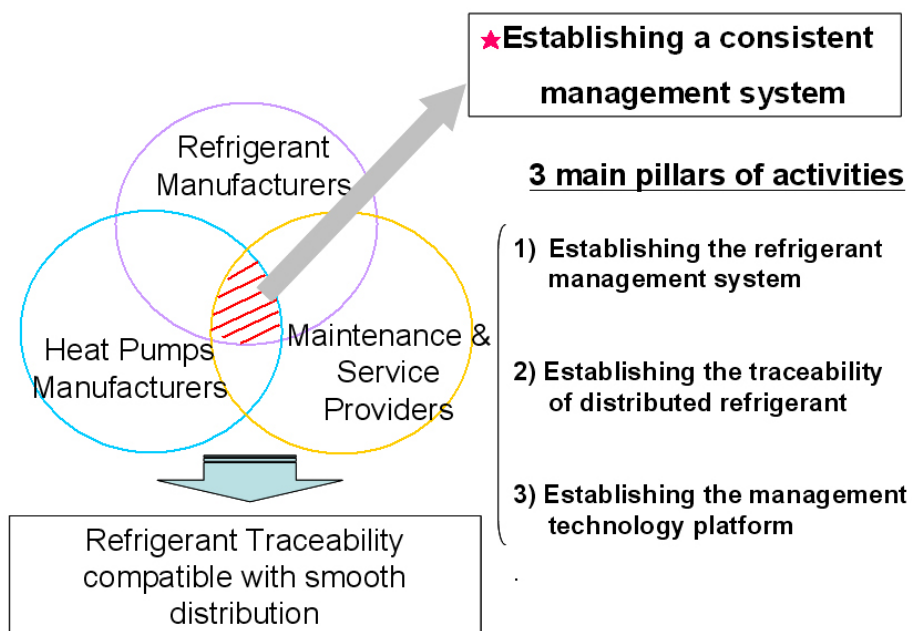 ★Establishing a consistent
management system
Refrigerant
Manufacturers
Heat Pumps
Manufacturers
Maintenance &
Service
Providers
Refrigerant Traceability
compatible with smooth
distribution
3 main pillars of activities
1) Establishing the refrigerant
management system
2) Establishing the traceability
of distributed refrigerant
3) Establishing the management
technology platform
.